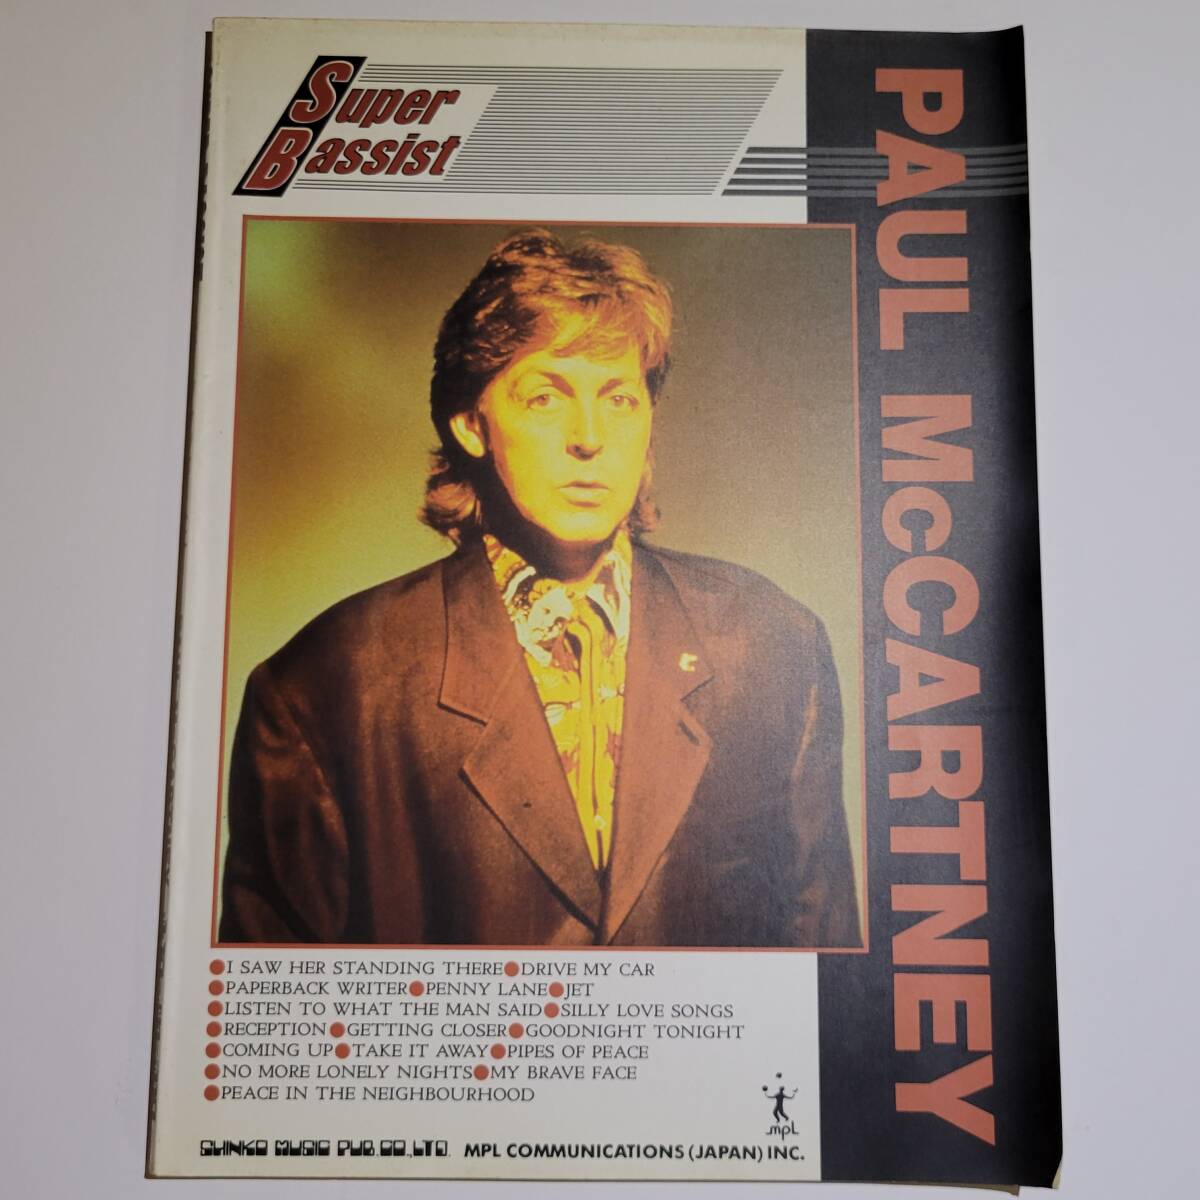 Super
Bassist
PAUL McCARTNEY
●I SAW HER STANDING THERE●DRIVE MY CAR
●PAPERBACK WRITER●PENNY LANE●JET
●LISTEN TO WHAT THE MAN SAID●SILLY LOVE SONGS
●RECEPTION●GETTING CLOSER●GOODNIGHT TONIGHT
●COMING UP●TAKE IT AWAY●PIPES OF PEACE
●NO MORE LONELY NIGHTS●MY BRAVE FACE
●PEACE IN THE NEIGHBOURHOOD
mpL
SHINKO MUSIC PUB.CO.,LTD. MPL COMMUNICATIONS (JAPAN) INC.